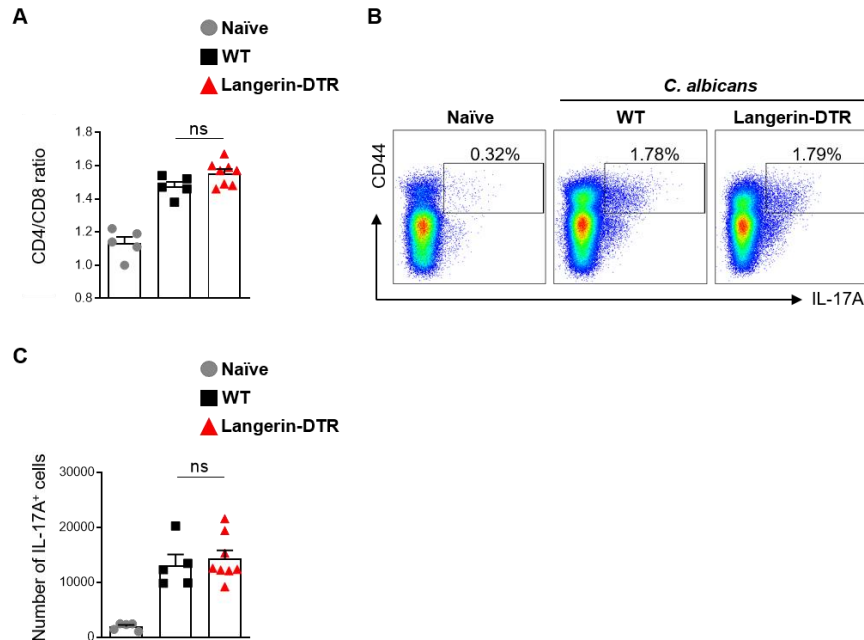 A
Naïve
WT
Langerin-DTR
ns
1.8
1.6
1.4
1.2
1.0
0.8
CD4/CD8 ratio
B
C. albicans
Naïve
WT
Langerin-DTR
0.32%
1.78%
1.79%
CD44
IL-17A
C
Naïve
WT
Langerin-DTR
ns
30000
20000
10000
0
Number of IL-17A⁺ cells